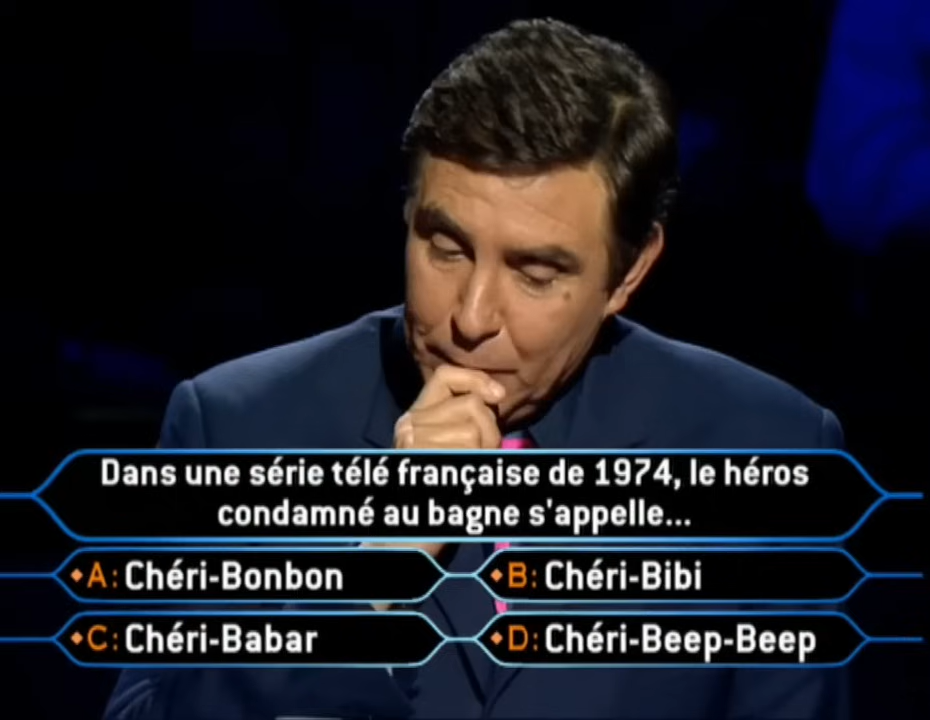 Dans une série télé française de 1974, le héros
condamné au bagne s'appelle...
A: Chéri-Bonbon
B: Chéri-Bibi
C: Chéri-Babar
D: Chéri-Beep-Beep